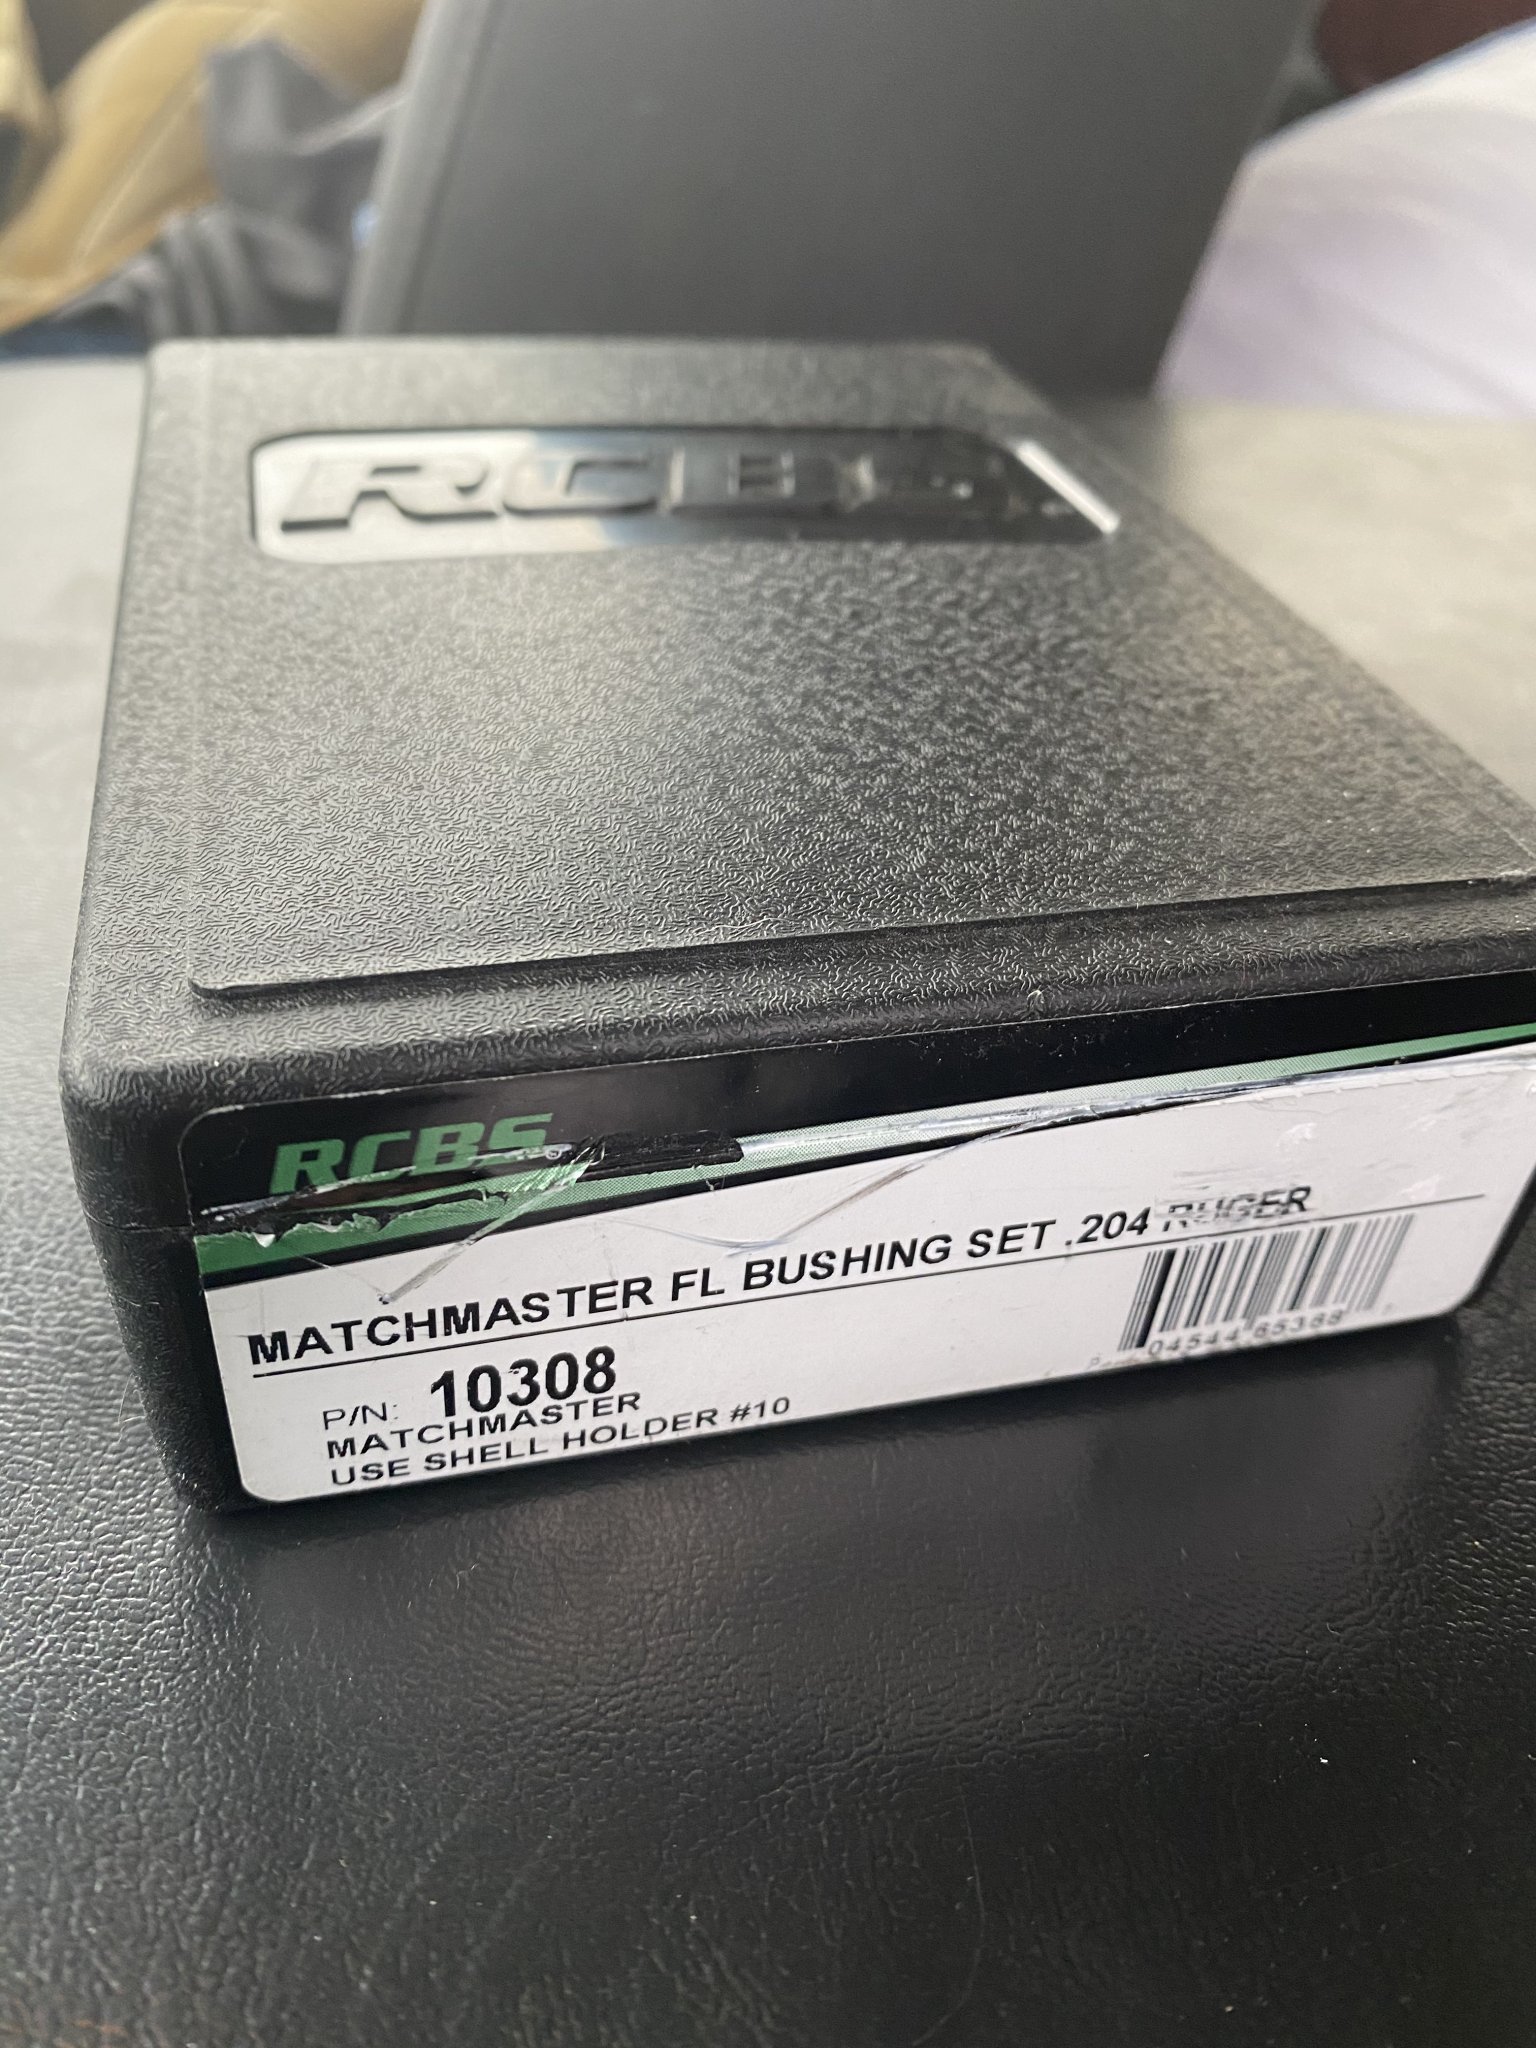 RCBS
RCBS
MATCHMASTER FL BUSHING SET .204 RUGER
P/N: 10308
MATCHMASTER
USE SHELL HOLDER #10